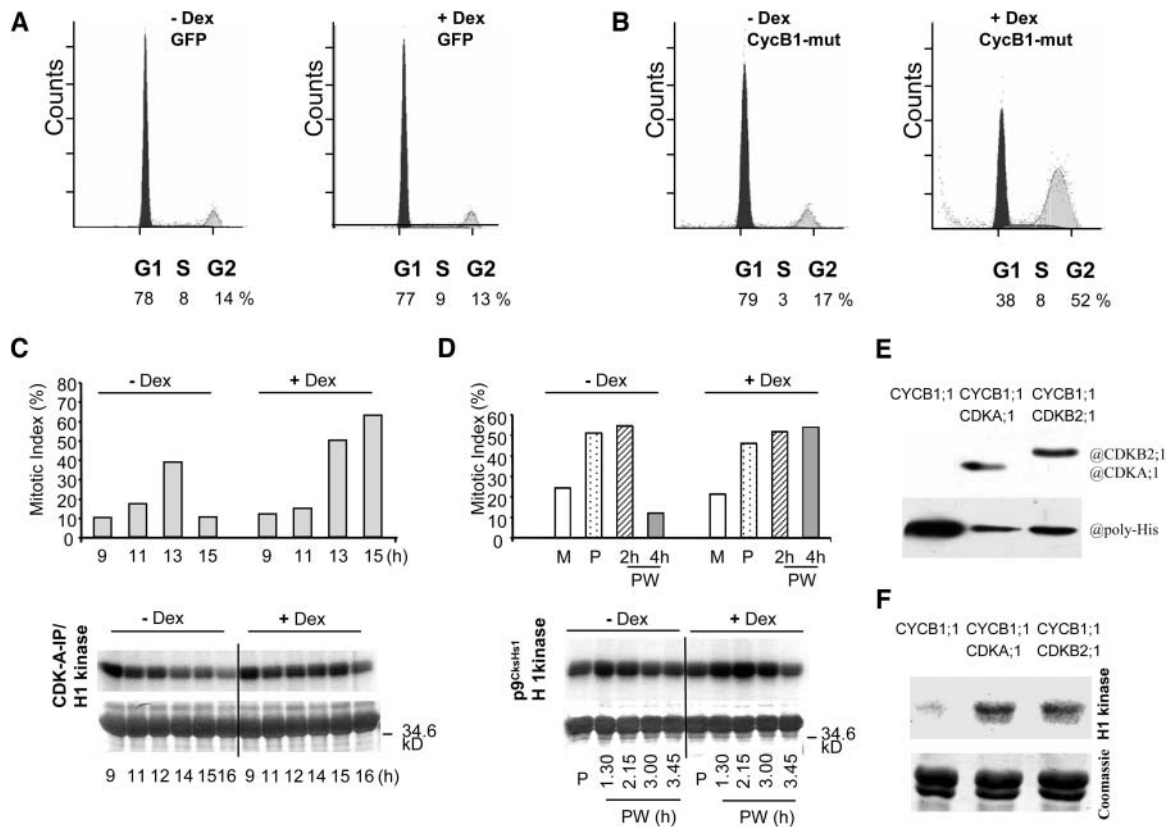 A
- Dex
GFP
Counts
G1 S G2
78 8 14 %
+ Dex
GFP
Counts
G1 S G2
77 9 13 %
B
- Dex
CycB1-mut
Counts
G1 S G2
79 3 17 %
+ Dex
CycB1-mut
Counts
G1 S G2
38 8 52 %
C
- Dex + Dex
Mitotic Index (%)
80
70
60
50
40
30
20
10
0
9 11 13 15 9 11 13 15 (h)
- Dex + Dex
CDK-A-IP/
H1 kinase
34.6
kD
9 11 12 14 15 16 9 11 12 14 15 16 (h)
D
- Dex + Dex
Mitotic Index (%)
50
40
30
20
10
0
M P 2h 4h M P 2h 4h
PW PW
- Dex + Dex
p9CksHs1
H 1kinase
34.6
kD
P 1.30 2.15 3.00 3.45 P 1.30 2.15 3.00 3.45
PW (h) PW (h)
E
CYCB1;1 CYCB1;1 CYCB1;1
CDKA;1 CDKB2;1
@CDKB2;1
@CDKA;1
@poly-His
F
CYCB1;1 CYCB1;1 CYCB1;1
CDKA;1 CDKB2;1
H1 kinase
Coomassie